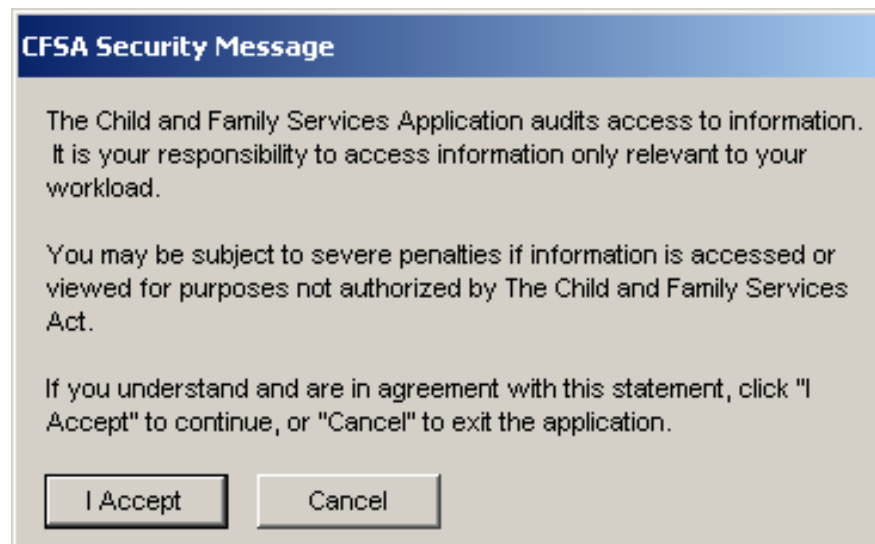 CFSA Security Message
The Child and Family Services Application audits access to information.
It is your responsibility to access information only relevant to your
workload.
You may be subject to severe penalties if information is accessed or
viewed for purposes not authorized by The Child and Family Services
Act.
If you understand and are in agreement with this statement, click "I
Accept" to continue, or "Cancel" to exit the application.
I Accept Cancel